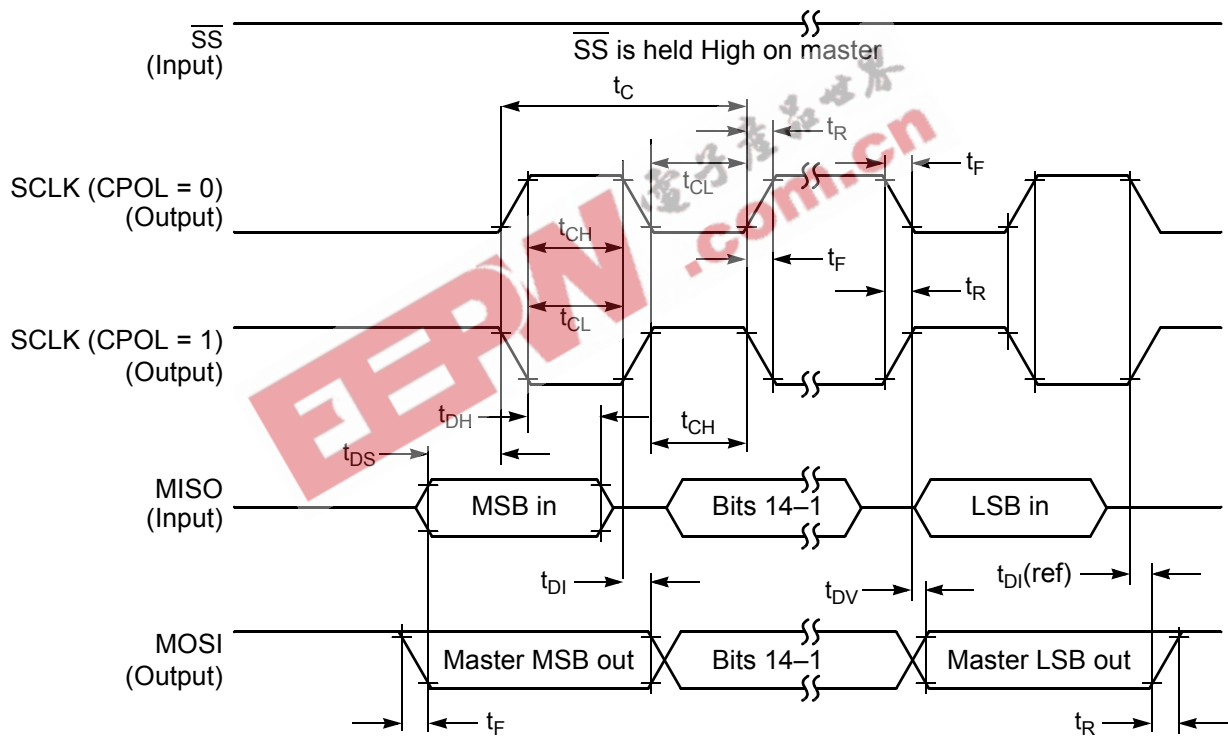 SS
(Input)
SS is held High on master
tC
tR
tF
SCLK (CPOL = 0)
(Output)
tCL
tCH
tF
tR
SCLK (CPOL = 1)
(Output)
tCL
tDH
tCH
tDS
MISO
(Input)
MSB in
Bits 14–1
LSB in
tDI
tDV
tDI(ref)
MOSI
(Output)
Master MSB out
Bits 14–1
Master LSB out
tF
tR
EEPW.com.cn
電子産品世界